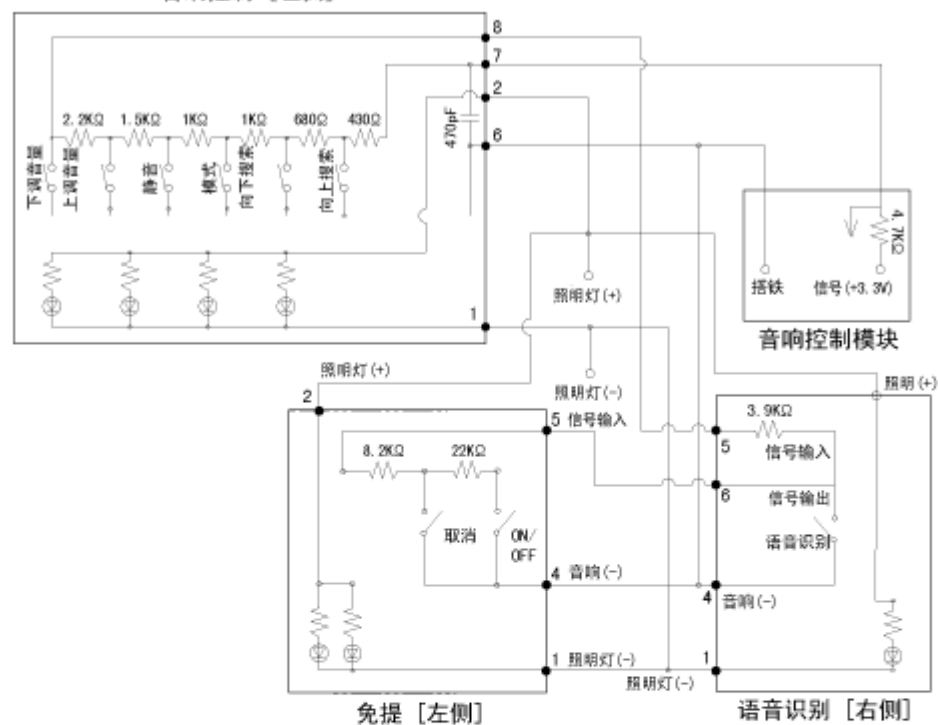 8
7
2
2.2KΩ 1.5KΩ 1KΩ 1KΩ 680Ω 430Ω
470pF
6
下调音量
上调音量
静音
模式
向下搜索
向上搜索
4.7KΩ
搭铁
信号(+3.3V)
音响控制模块
照明灯(+)
1
照明灯(-)
照明灯(+)
2
照明(+)
5 信号输入
8.2KΩ 22KΩ
取消
ON/
OFF
4 音响(-)
1 照明灯(-)
免提 [左侧]
3.9KΩ
5
信号输入
6
信号输出
语音识别
4
音响(-)
1
照明灯(-)
语音识别 [右侧]